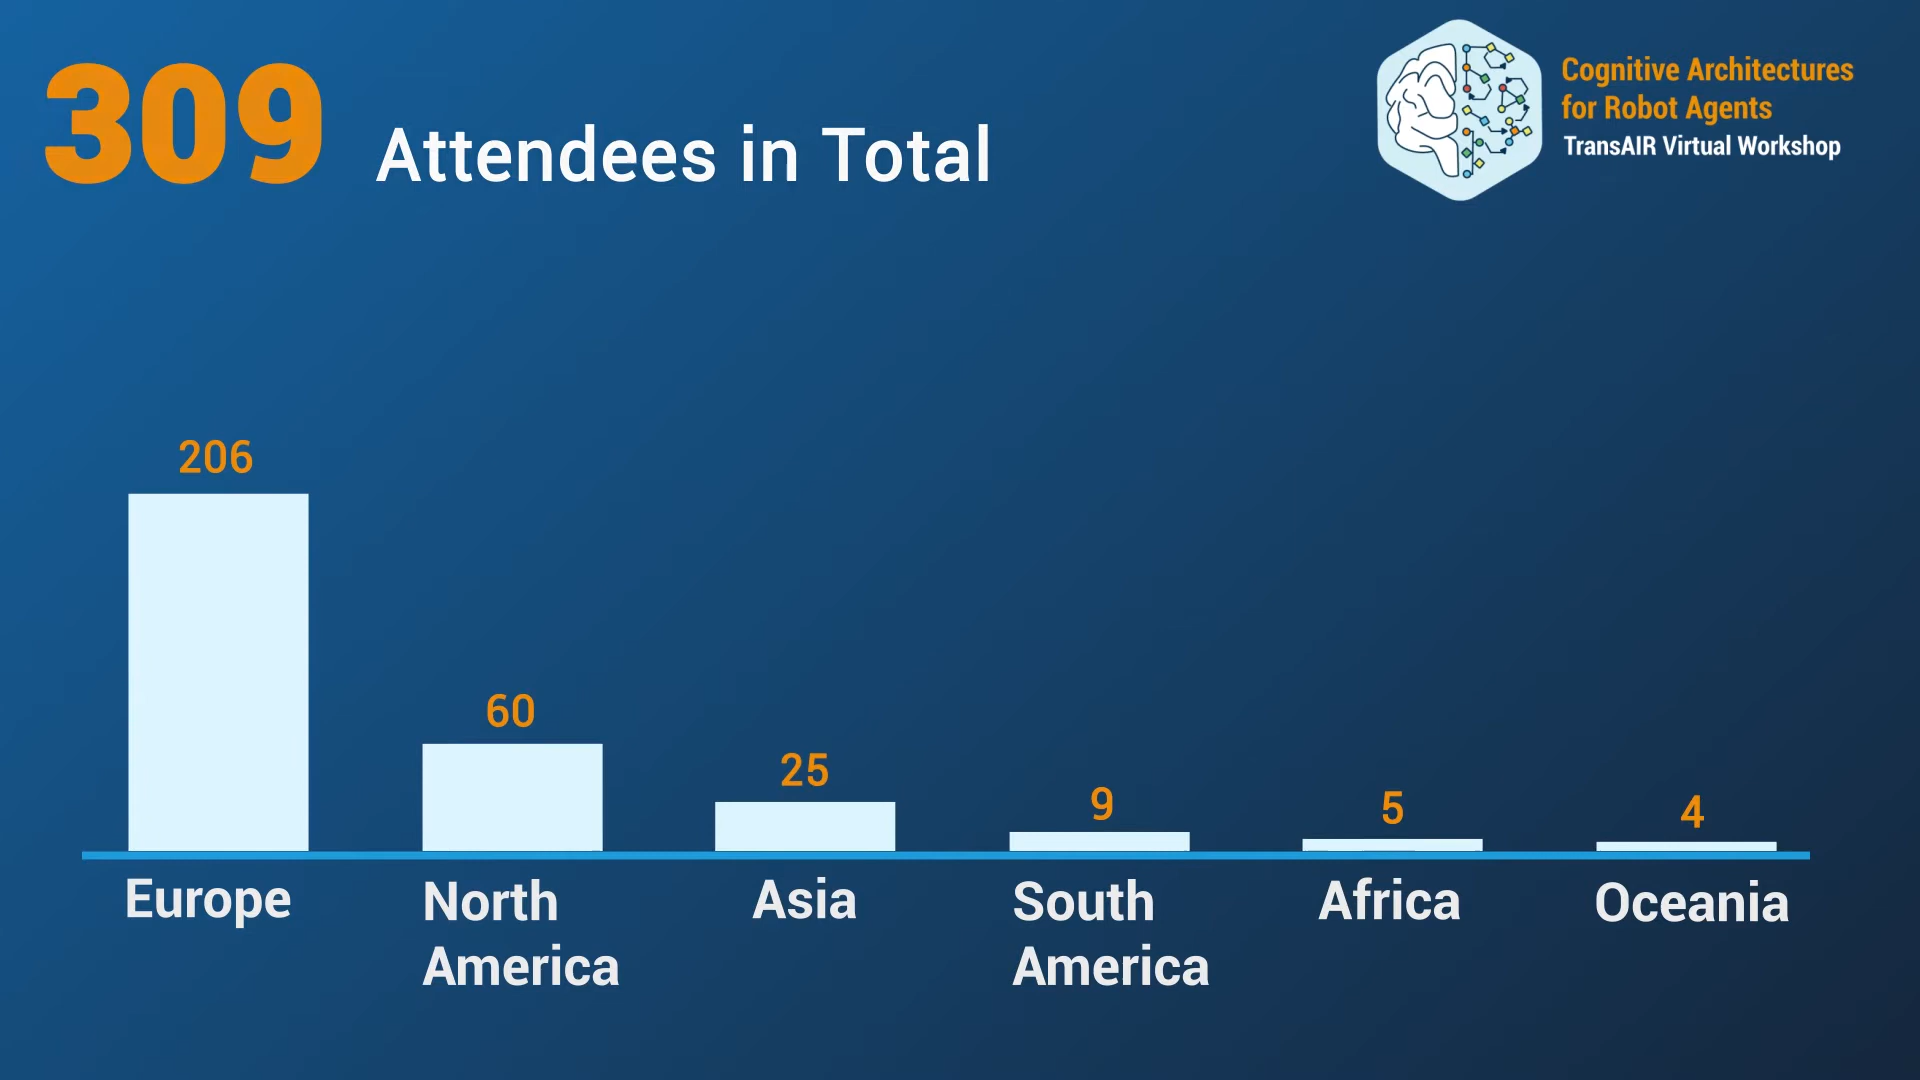 309 Attendees in Total
Cognitive Architectures
for Robot Agents
TransAIR Virtual Workshop
206
60
25
9
5
4
Europe
North
America
Asia
South
America
Africa
Oceania